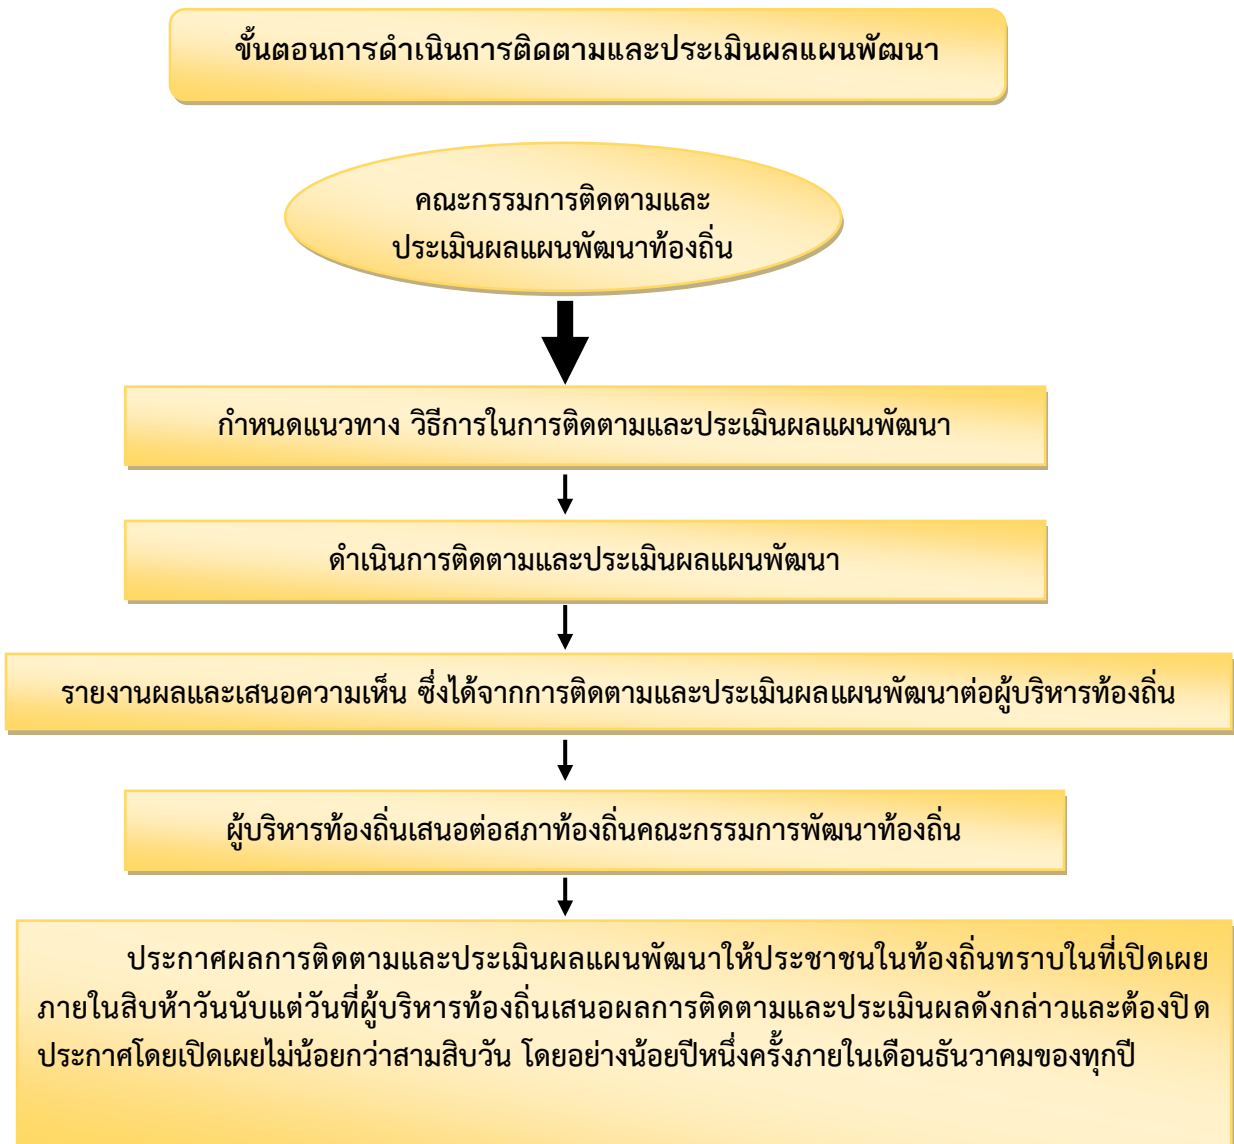 ขั้นตอนการดำเนินการติดตามและประเมินผลแผนพัฒนา
คณะกรรมการติดตามและ
ประเมินผลแผนพัฒนาท้องถิ่น
กำหนดแนวทาง วิธีการในการติดตามและประเมินผลแผนพัฒนา
ดำเนินการติดตามและประเมินผลแผนพัฒนา
รายงานผลและเสนอความเห็น ซึ่งได้จากการติดตามและประเมินผลแผนพัฒนาต่อผู้บริหารท้องถิ่น
ผู้บริหารท้องถิ่นเสนอต่อสภาท้องถิ่นคณะกรรมการพัฒนาท้องถิ่น
ประกาศผลการติดตามและประเมินผลแผนพัฒนาให้ประชาชนในท้องถิ่นทราบในที่เปิดเผย
ภายในสิบห้าวันนับแต่วันที่ผู้บริหารท้องถิ่นเสนอผลการติดตามและประเมินผลดังกล่าวและต้องปิด
ประกาศโดยเปิดเผยไม่น้อยกว่าสามสิบวัน โดยอย่างน้อยปีหนึ่งครั้งภายในเดือนธันวาคมของทุกปี